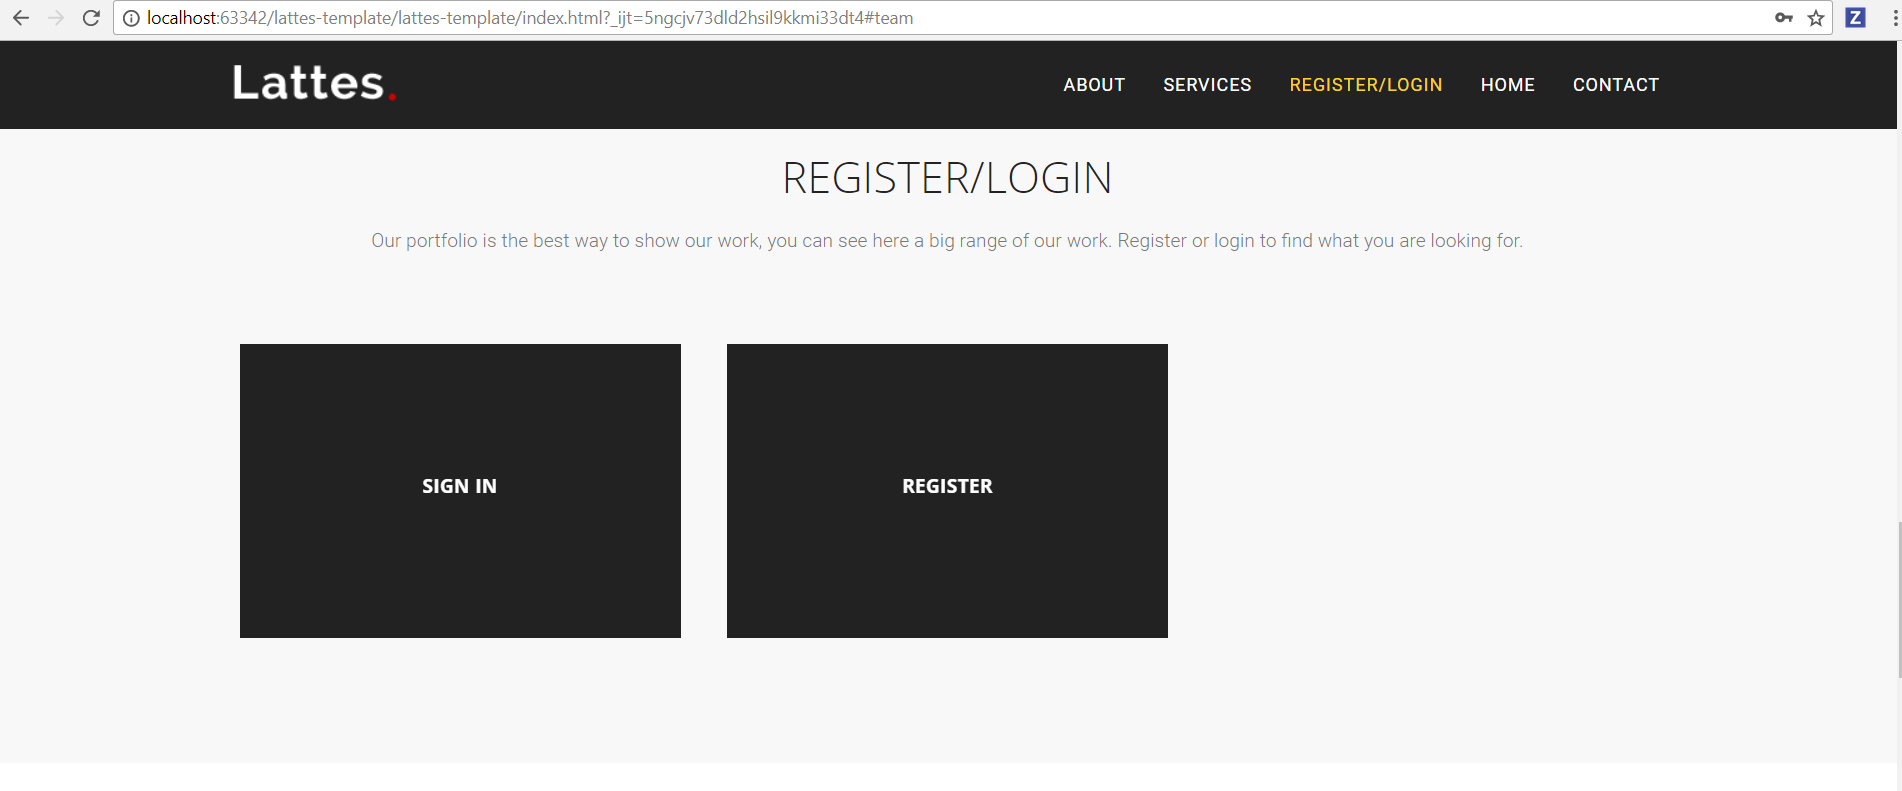 localhost:63342/lattes-template/lattes-template/index.html?_ijt=5ngcjv73dld2hsil9kkmi33dt4#team
Z
Lattes.
ABOUT SERVICES REGISTER/LOGIN HOME CONTACT
REGISTER/LOGIN
Our portfolio is the best way to show our work, you can see here a big range of our work. Register or login to find what you are looking for.
SIGN IN
REGISTER